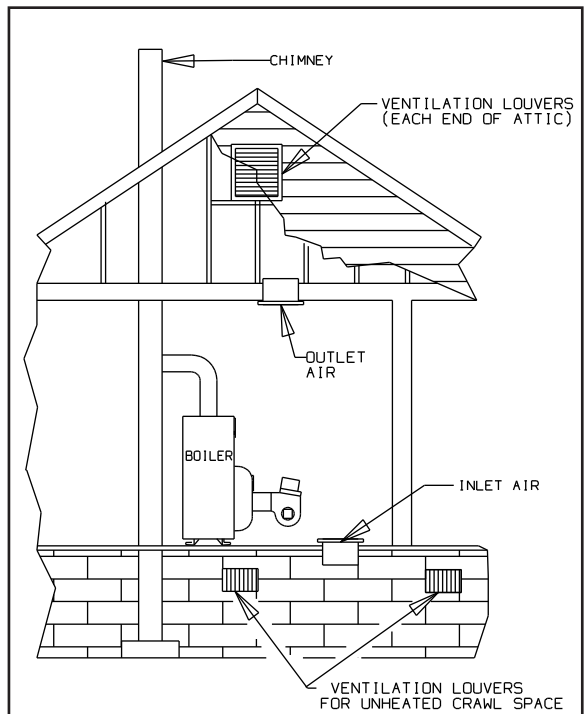 CHIMNEY
VENTILATION LOUVERS
(EACH END OF ATTIC)
OUTLET
AIR
BOILER
INLET AIR
VENTILATION LOUVERS
FOR UNHEATED CRAWL SPACE